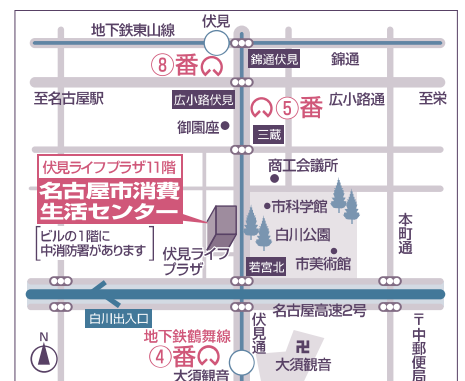 伏見
地下鉄東山線
⑧番
錦通伏見
錦通
至名古屋駅
広小路伏見
⑤番
広小路通
至栄
御園座
三蔵
商工会議所
伏見ライフプラザ11階
名古屋市消費
生活センター
市科学館
白川公園
本町通
ビルの1階に
中消防署があります
伏見ライフ
プラザ
若宮北
市美術館
白川出入口
名古屋高速2号
地下鉄鶴舞線
④番
伏見通
大須観音
N
大須観音
〒中郵便局